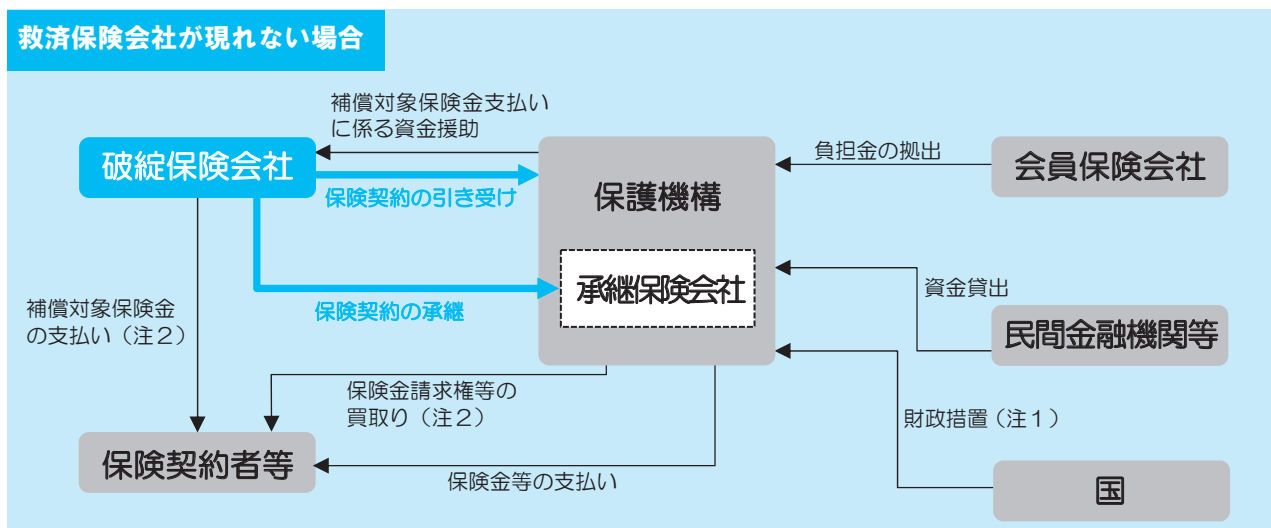 救済保険会社が現れない場合
補償対象保険金支払い
に係る資金援助
破綻保険会社
保険契約の引き受け
保護機構
負担金の拠出
会員保険会社
承継保険会社
保険契約の承継
資金貸出
民間金融機関等
補償対象保険金
の支払い（注２）
保険金請求権等の
買取り（注２）
財政措置（注１）
保険契約者等
保険金等の支払い
国